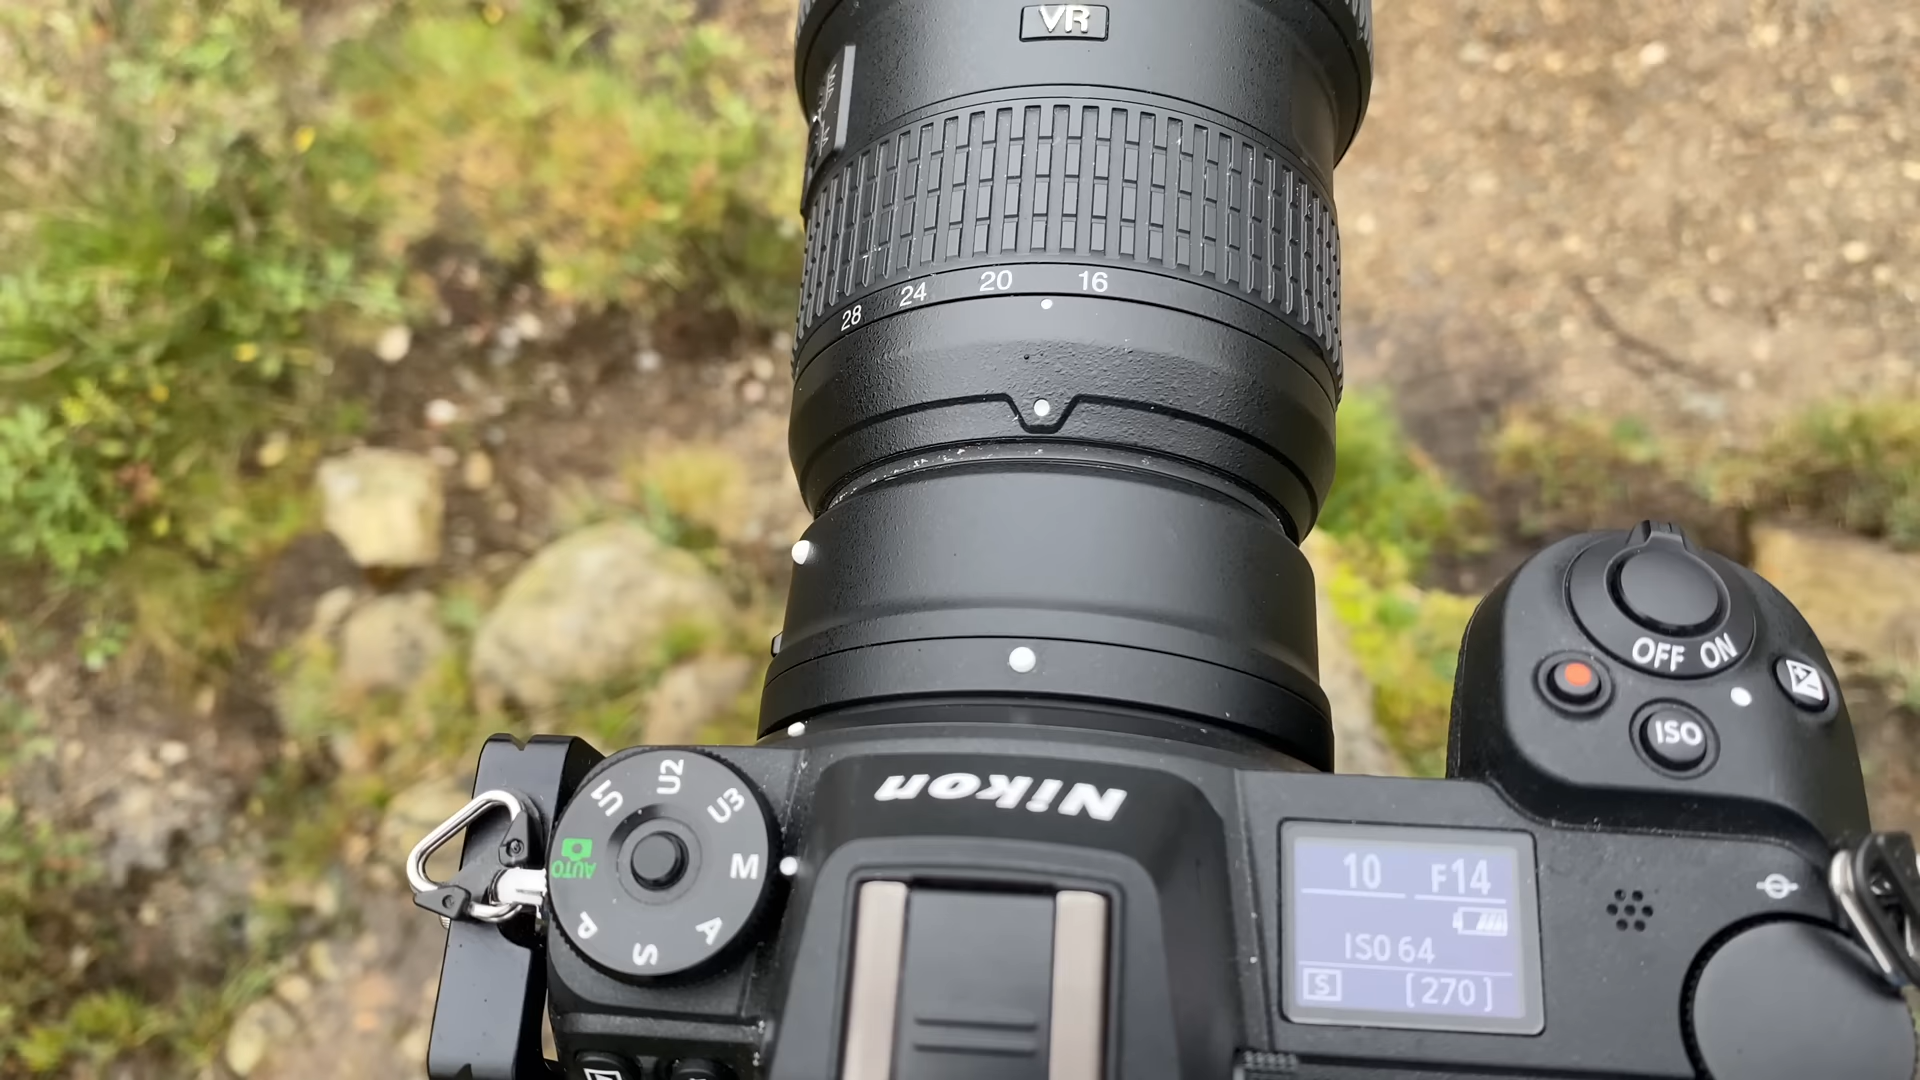 VR
28 24 20 16
OFF ON
ISO
Nikon
U1 U2 U3
M
A
S
P
AUTO
10 F14
ISO 64
S [270]